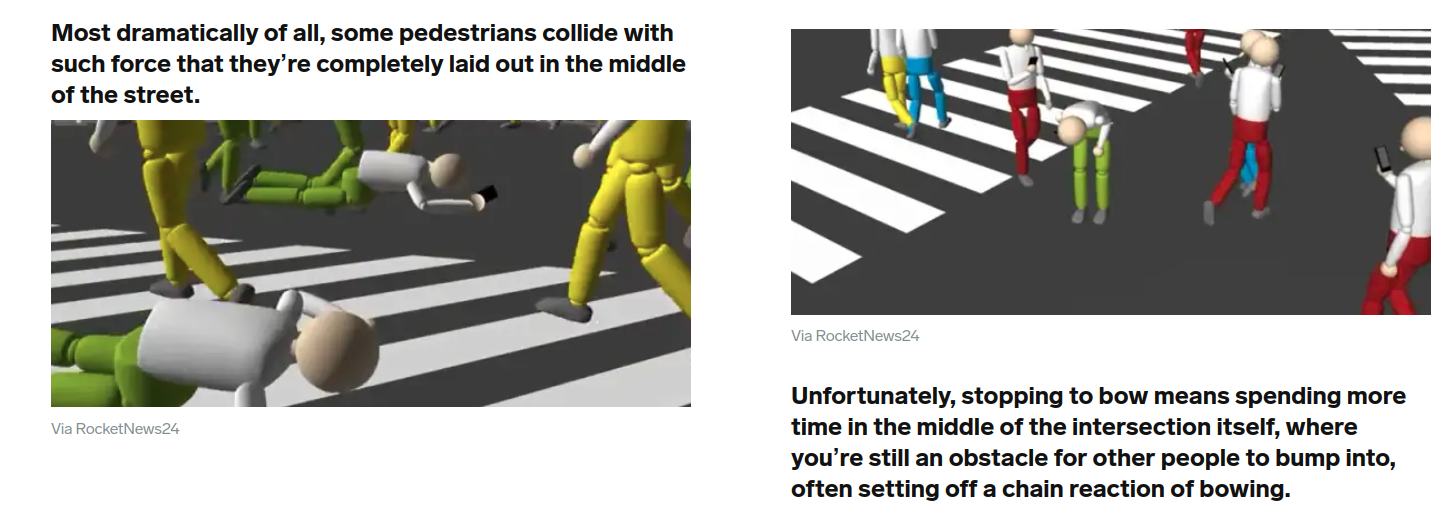 Most dramatically of all, some pedestrians collide with
such force that they’re completely laid out in the middle
of the street.
Via RocketNews24
Via RocketNews24
Unfortunately, stopping to bow means spending more
time in the middle of the intersection itself, where
you’re still an obstacle for other people to bump into,
often setting off a chain reaction of bowing.